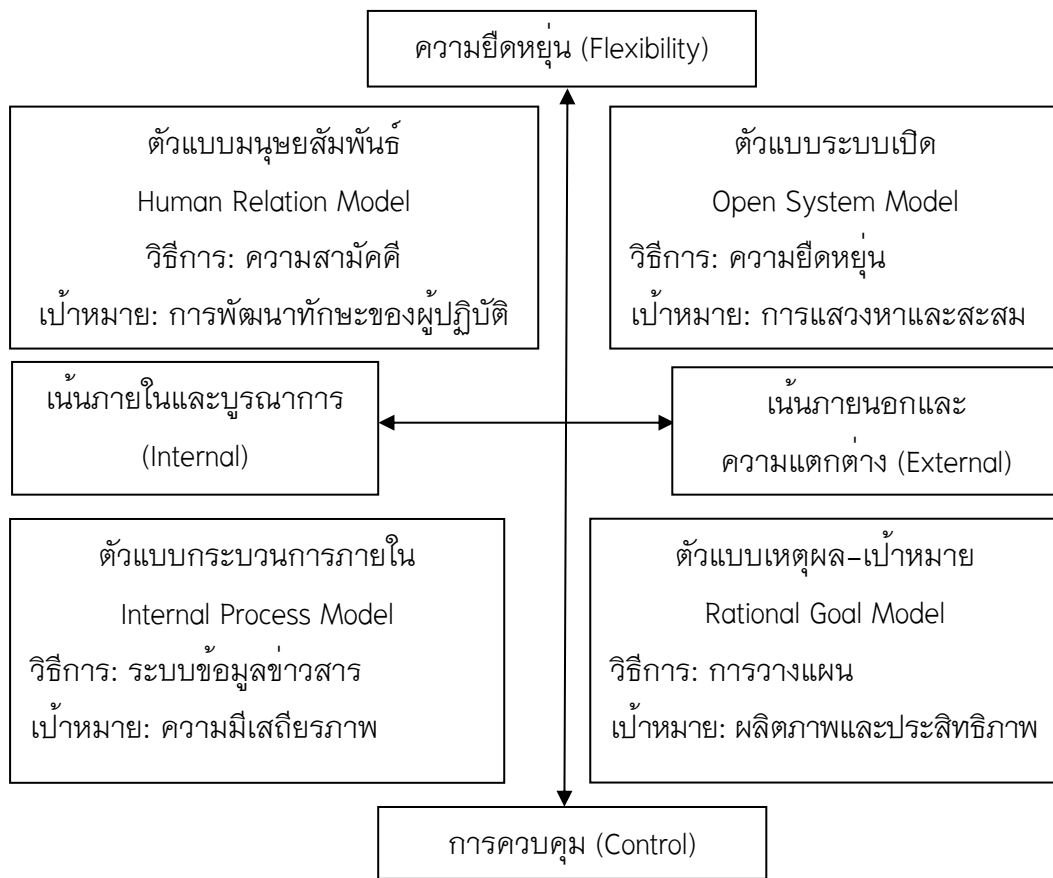 ความยืดหยุ่น (Flexibility)
ตัวแบบมนุษยสัมพันธ์
Human Relation Model
วิธีการ: ความสามัคคี
เป้าหมาย: การพัฒนาทักษะของผู้ปฏิบัติ
ตัวแบบระบบเปิด
Open System Model
วิธีการ: ความยืดหยุ่น
เป้าหมาย: การแสวงหาและสะสม
เน้นภายในและบูรณาการ
(Internal)
เน้นภายนอกและ
ความแตกต่าง (External)
ตัวแบบกระบวนการภายใน
Internal Process Model
วิธีการ: ระบบข้อมูลข่าวสาร
เป้าหมาย: ความมีเสถียรภาพ
ตัวแบบเหตุผล-เป้าหมาย
Rational Goal Model
วิธีการ: การวางแผน
เป้าหมาย: ผลิตภาพและประสิทธิภาพ
การควบคุม (Control)